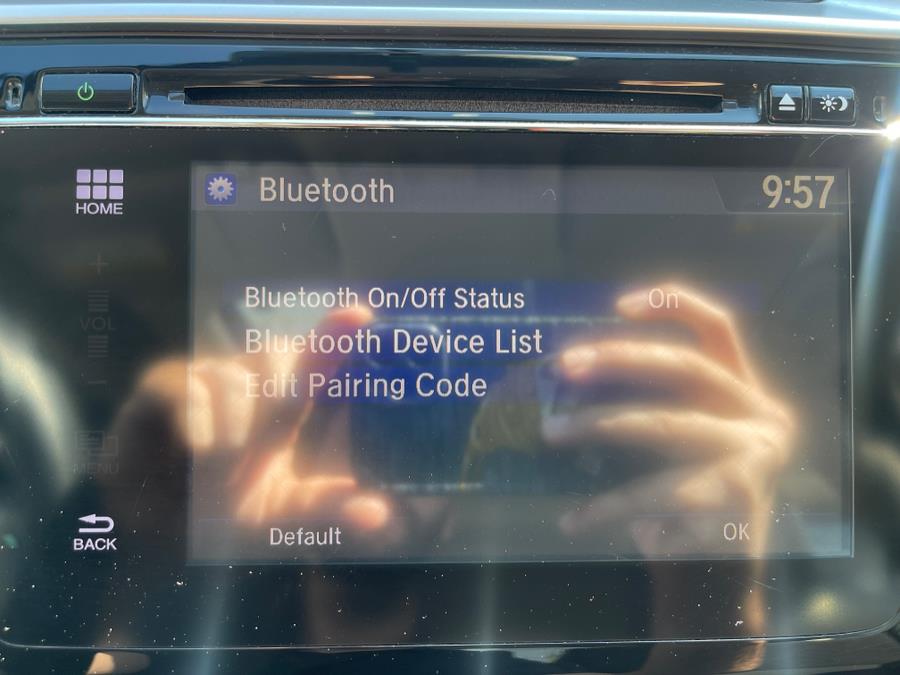 HOME
Bluetooth
9:57
VOL
Bluetooth On/Off Status On
Bluetooth Device List
Edit Pairing Code
MENU
BACK
Default OK